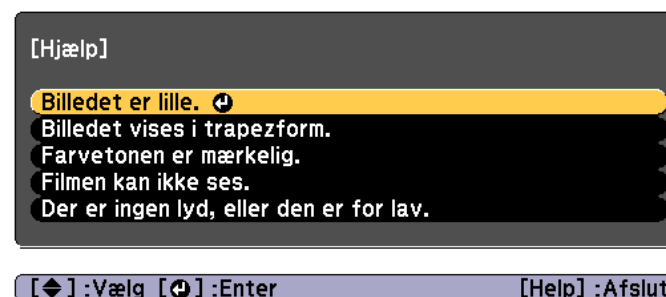 [Hjælp]
Billedet er lille.
Billedet vises i trapezform.
Farvetonen er mærkelig.
Filmen kan ikke ses.
Der er ingen lyd, eller den er for lav.
[◆] :Vælg [↵] :Enter [Help] :Afslut